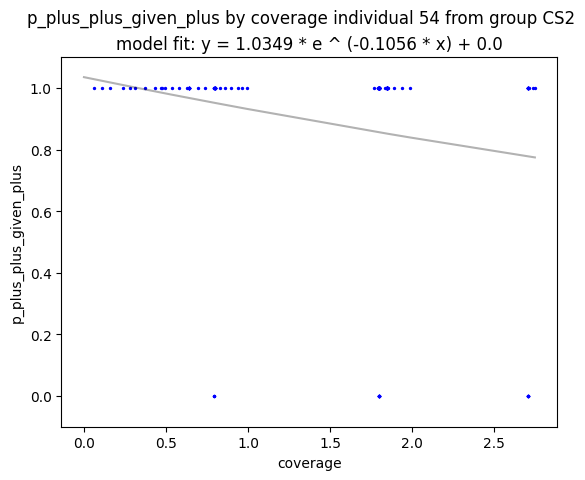 p_plus_plus_given_plus by coverage individual 54 from group CS2
model fit: y = 1.0349 * e ^ (-0.1056 * x) + 0.0
1.0
0.8
0.6
0.4
0.2
0.0
p_plus_plus_given_plus
0.0 0.5 1.0 1.5 2.0 2.5
coverage